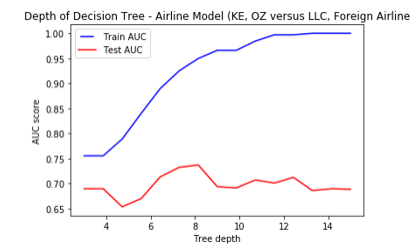 Depth of Decision Tree - Airline Model (KE, OZ versus LLC, Foreign Airline
1.00
0.95
0.90
0.85
0.80
0.75
0.70
0.65
AUC score
Train AUC
Test AUC
4 6 8 10 12 14
Tree depth